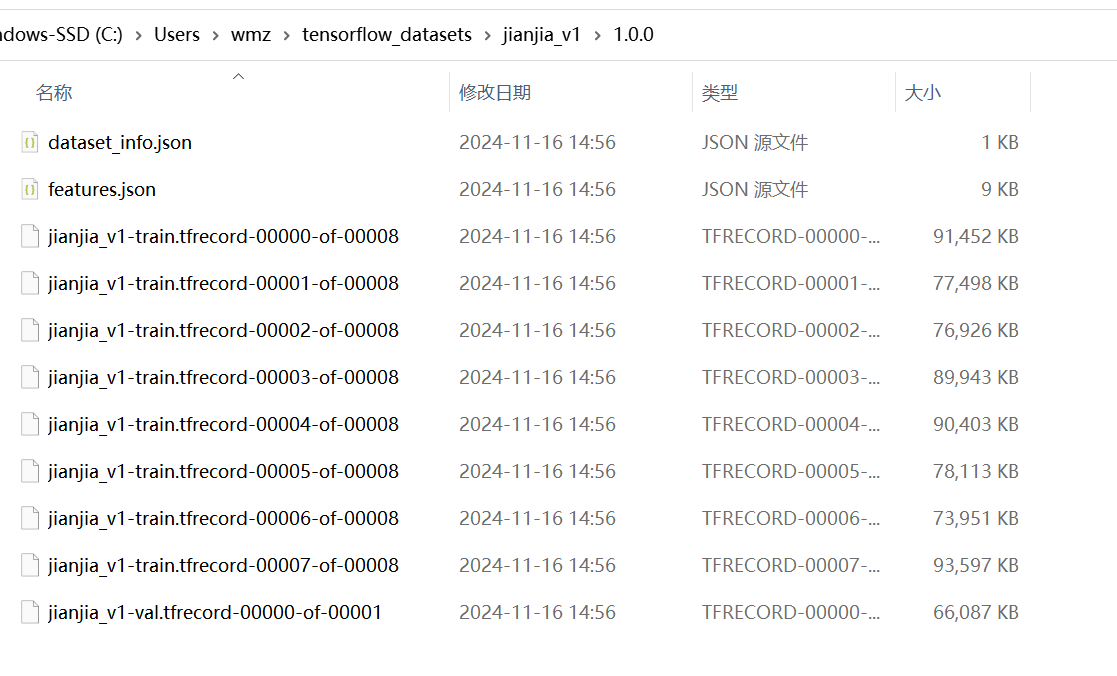 ndows-SSD (C:) > Users > wmz > tensorflow_datasets > jianjia_v1 > 1.0.0
名称 修改日期 类型 大小
dataset_info.json 2024-11-16 14:56 JSON 源文件 1 KB
features.json 2024-11-16 14:56 JSON 源文件 9 KB
jianjia_v1-train.tfrecord-00000-of-00008 2024-11-16 14:56 TFRECORD-00000-... 91,452 KB
jianjia_v1-train.tfrecord-00001-of-00008 2024-11-16 14:56 TFRECORD-00001-... 77,498 KB
jianjia_v1-train.tfrecord-00002-of-00008 2024-11-16 14:56 TFRECORD-00002-... 76,926 KB
jianjia_v1-train.tfrecord-00003-of-00008 2024-11-16 14:56 TFRECORD-00003-... 89,943 KB
jianjia_v1-train.tfrecord-00004-of-00008 2024-11-16 14:56 TFRECORD-00004-... 90,403 KB
jianjia_v1-train.tfrecord-00005-of-00008 2024-11-16 14:56 TFRECORD-00005-... 78,113 KB
jianjia_v1-train.tfrecord-00006-of-00008 2024-11-16 14:56 TFRECORD-00006-... 73,951 KB
jianjia_v1-train.tfrecord-00007-of-00008 2024-11-16 14:56 TFRECORD-00007-... 93,597 KB
jianjia_v1-val.tfrecord-00000-of-00001 2024-11-16 14:56 TFRECORD-00000-... 66,087 KB